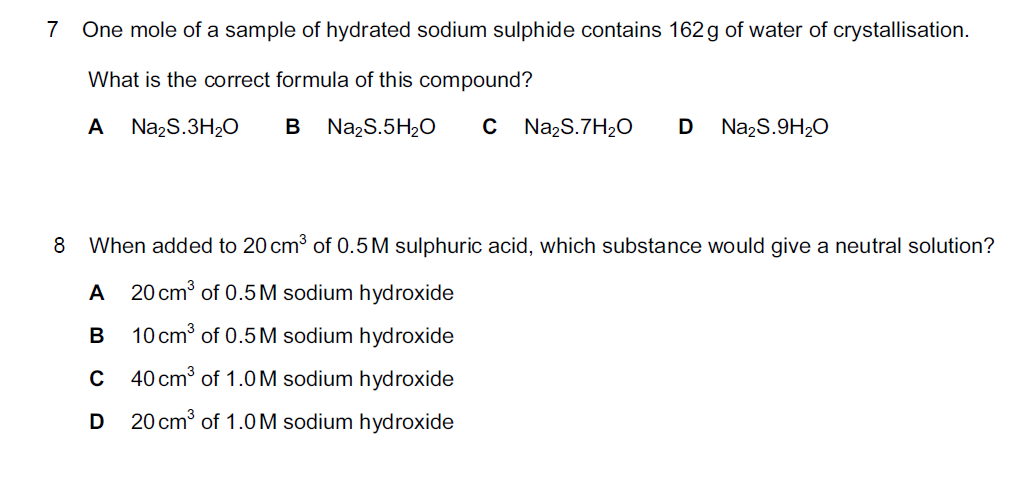 7 One mole of a sample of hydrated sodium sulphide contains 162 g of water of crystallisation.
What is the correct formula of this compound?
A Na₂S.3H₂O B Na₂S.5H₂O C Na₂S.7H₂O D Na₂S.9H₂O
8 When added to 20 cm³ of 0.5 M sulphuric acid, which substance would give a neutral solution?
A 20 cm³ of 0.5 M sodium hydroxide
B 10 cm³ of 0.5 M sodium hydroxide
C 40 cm³ of 1.0 M sodium hydroxide
D 20 cm³ of 1.0 M sodium hydroxide